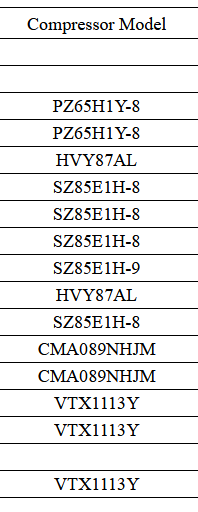 Compressor Model
PZ65H1Y-8
PZ65H1Y-8
HVY87AL
SZ85E1H-8
SZ85E1H-8
SZ85E1H-8
SZ85E1H-9
HVY87AL
SZ85E1H-8
CMA089NHJM
CMA089NHJM
VTX1113Y
VTX1113Y
VTX1113Y